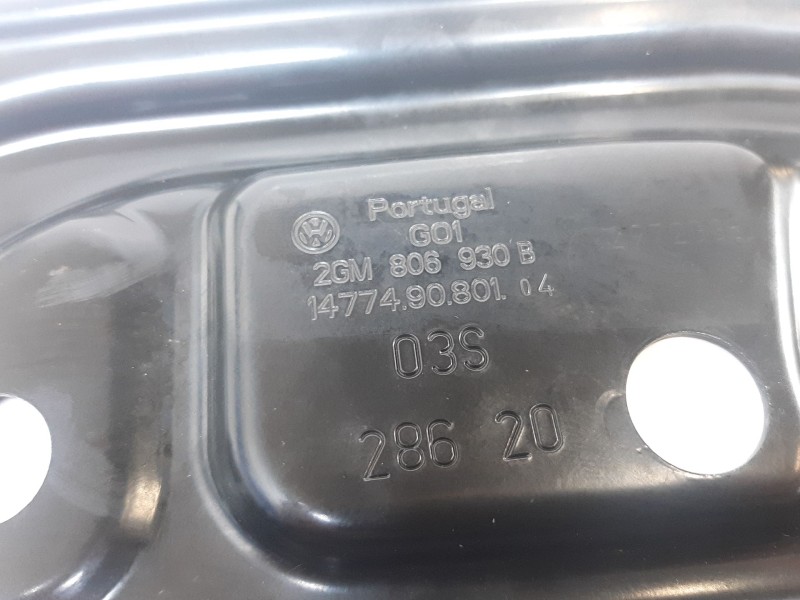 Portugal
G01
2GM 806 930 B
14774.90.801. 04
03S
286 20